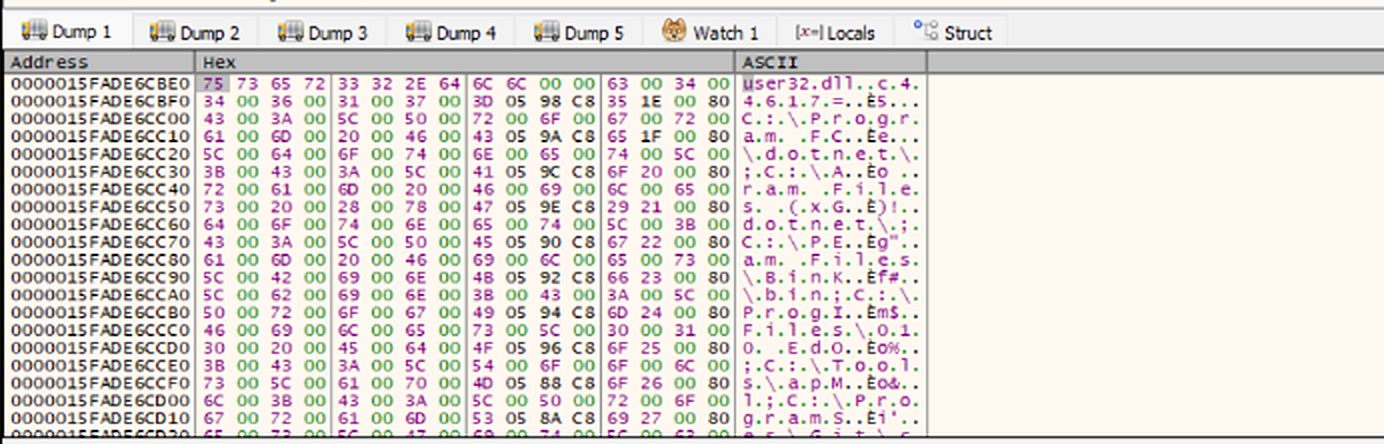 Dump 1 Dump 2 Dump 3 Dump 4 Dump 5 Watch 1 [x=] Locals Struct
Address Hex ASCII
0000015FADE6CBE0 75 73 65 72 33 32 2E 64 6C 6C 00 00 63 00 34 00 user32.dll..c.4.
0000015FADE6CBF0 34 00 36 00 31 00 37 00 3D 05 98 C8 35 1E 00 80 4.6.1.7.=..È5...
0000015FADE6CC00 43 00 3A 00 5C 00 50 00 72 00 6F 00 67 00 72 00 C.:.\.P.r.o.g.r.
0000015FADE6CC10 61 00 6D 00 20 00 46 00 43 05 9A C8 65 1F 00 80 a.m. .F.C..Èe...
0000015FADE6CC20 5C 00 64 00 6F 00 74 00 6E 00 65 00 74 00 5C 00 \.d.o.t.n.e.t.\.
0000015FADE6CC30 3B 00 43 00 3A 00 5C 00 41 05 9C C8 6F 20 00 80 ;.C.:.\.A..Èo ..
0000015FADE6CC40 72 00 61 00 6D 00 20 00 46 00 69 00 6C 00 65 00 r.a.m. .F.i.l.e.
0000015FADE6CC50 73 00 20 00 28 00 78 00 47 05 9E C8 29 21 00 80 s. .(.x.G..È)!..
0000015FADE6CC60 64 00 6F 00 74 00 6E 00 65 00 74 00 5C 00 3B 00 d.o.t.n.e.t.\.;.
0000015FADE6CC70 43 00 3A 00 5C 00 50 00 45 05 90 C8 67 22 00 80 C.:.\.P.E..Èg"..
0000015FADE6CC80 61 00 6D 00 20 00 46 00 69 00 6C 00 65 00 73 00 a.m. .F.i.l.e.s.
0000015FADE6CC90 5C 00 42 00 69 00 6E 00 4B 05 92 C8 66 23 00 80 \.B.i.n.K..Èf#..
0000015FADE6CCA0 5C 00 62 00 69 00 6E 00 3B 00 43 00 3A 00 5C 00 \.b.i.n.;.C.:.\.
0000015FADE6CCB0 50 00 72 00 6F 00 67 00 49 05 94 C8 6D 24 00 80 P.r.o.g.I..Èm$..
0000015FADE6CCC0 46 00 69 00 6C 00 65 00 73 00 5C 00 30 00 31 00 F.i.l.e.s.\.0.1.
0000015FADE6CCD0 30 00 20 00 45 00 64 00 4F 05 96 C8 6F 25 00 80 0. .E.d.O..Èo%..
0000015FADE6CCE0 3B 00 43 00 3A 00 5C 00 54 00 6F 00 6F 00 6C 00 ;.C.:.\.T.o.o.l.
0000015FADE6CCF0 73 00 5C 00 61 00 70 00 4D 05 88 C8 6F 26 00 80 s.\.a.p.M..Èo&..
0000015FADE6CD00 6C 00 3B 00 43 00 3A 00 5C 00 50 00 72 00 6F 00 l.;.C.:.\.P.r.o.
0000015FADE6CD10 67 00 72 00 61 00 6D 00 53 05 8A C8 69 27 00 80 g.r.a.m.S..Èi'..